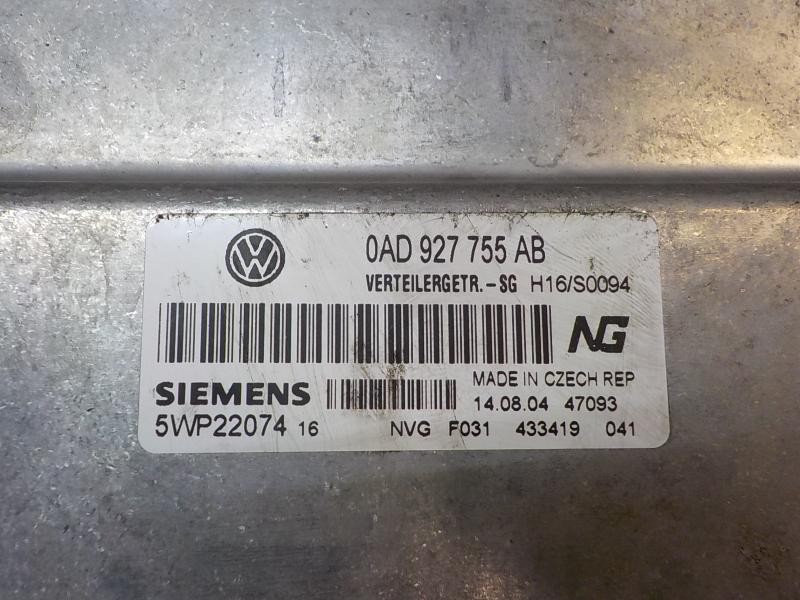 VW 0AD 927 755 AB
VERTEILERGETR.-SG H16/S0094
NG
SIEMENS MADE IN CZECH REP
14.08.04 47093
5WP22074 16 NVG F031 433419 041